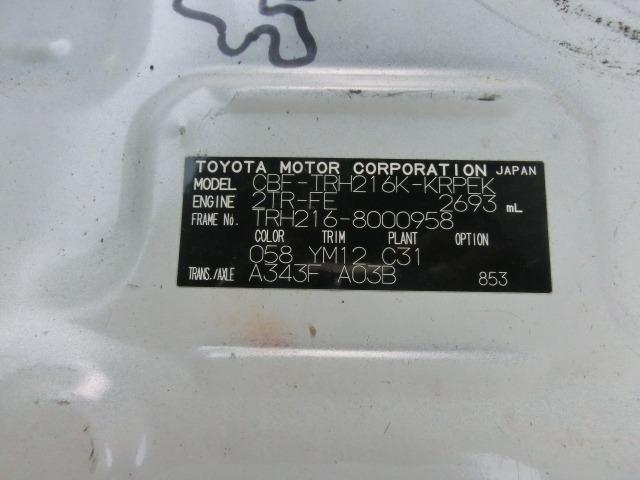 TOYOTA MOTOR CORPORATION JAPAN
MODEL CBF-TRH216K-KRPEK
ENGINE 2TR-FE 2693 mL
FRAME No. TRH216-8000958
COLOR TRIM PLANT OPTION
058 YM12 C31
TRANS./AXLE A343F A03B 853